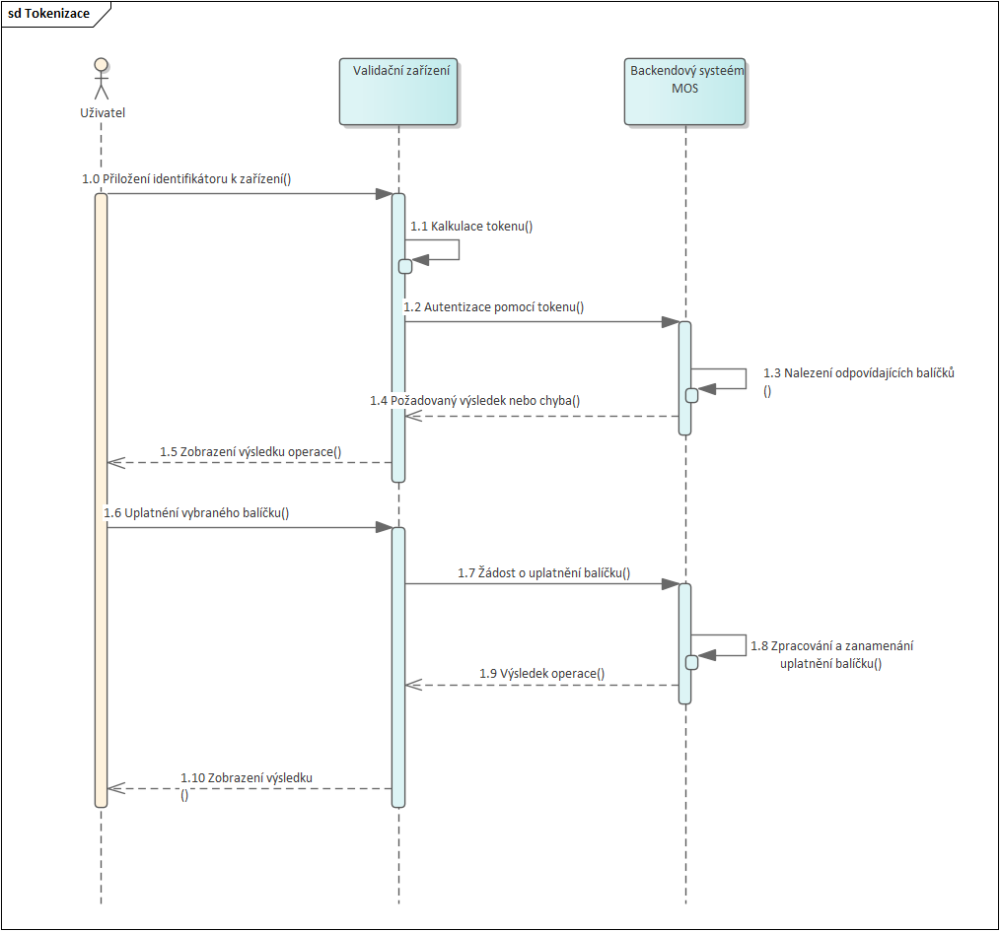 sd Tokenizace
Uživatel
Validační zařízení
Backendový systeém
MOS
1.0 Přiložení identifikátoru k zařízení()
1.1 Kalkulace tokenu()
1.2 Autentizace pomocí tokenu()
1.3 Nalezení odpovídajících balíčků
()
1.4 Požadovaný výsledek nebo chyba()
1.5 Zobrazení výsledku operace()
1.6 Uplatnéní vybraného balíčku()
1.7 Žádost o uplatnění balíčku()
1.8 Zpracování a zanamenání
uplatnění balíčku()
1.9 Výsledek operace()
1.10 Zobrazení výsledku
()